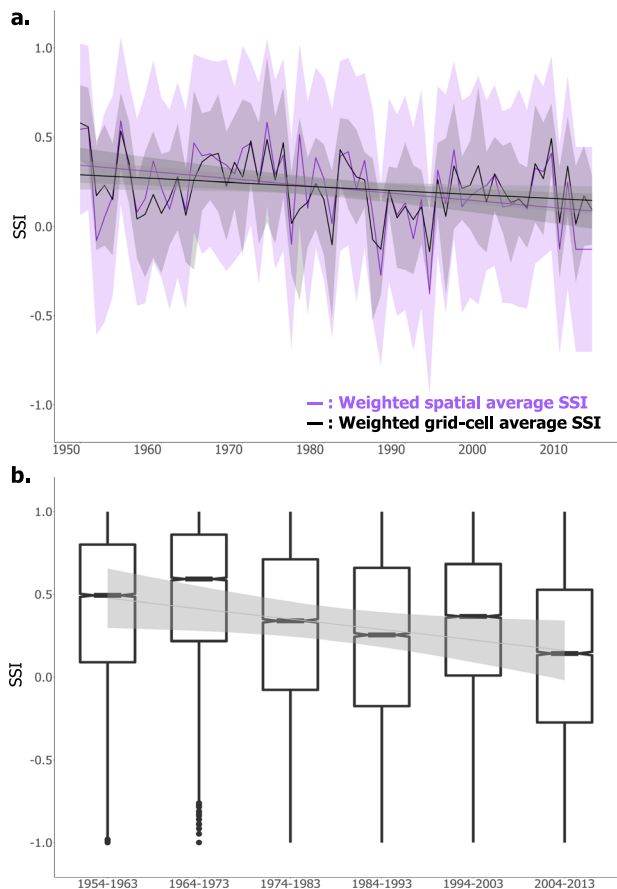 a.
1.0
0.5
0.0
-0.5
-1.0
SSI
: Weighted spatial average SSI
: Weighted grid-cell average SSI
1950 1960 1970 1980 1990 2000 2010
b.
1.0
0.5
0.0
-0.5
-1.0
SSI
1954-1963 1964-1973 1974-1983 1984-1993 1994-2003 2004-2013